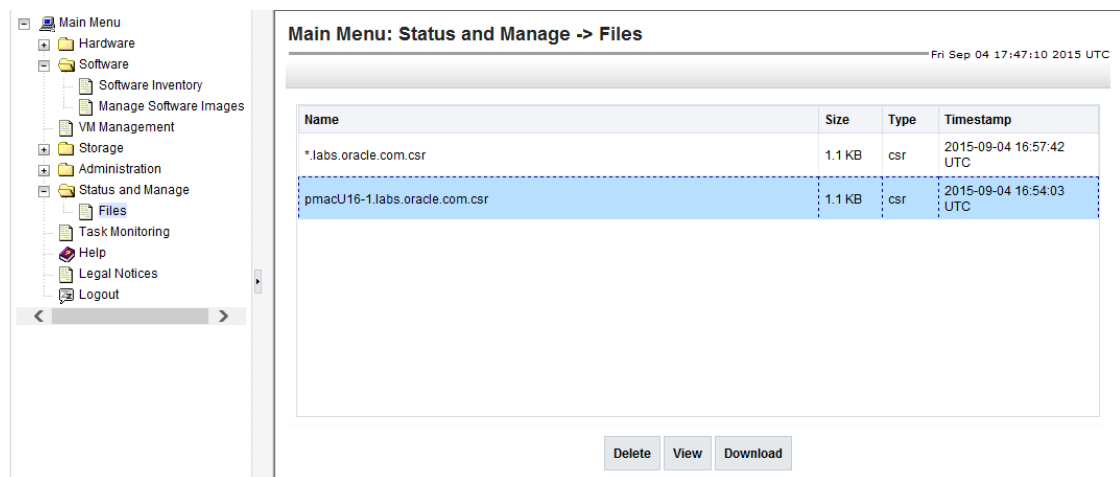 Main Menu
Hardware
Software
Software Inventory
Manage Software Images
VM Management
Storage
Administration
Status and Manage
Files
Task Monitoring
Help
Legal Notices
Logout
Main Menu: Status and Manage -> Files
Fri Sep 04 17:47:10 2015 UTC
Name Size Type Timestamp
*.labs.oracle.com.csr 1.1 KB csr 2015-09-04 16:57:42
UTC
pmacU16-1.labs.oracle.com.csr 1.1 KB csr 2015-09-04 16:54:03
UTC
Delete View Download